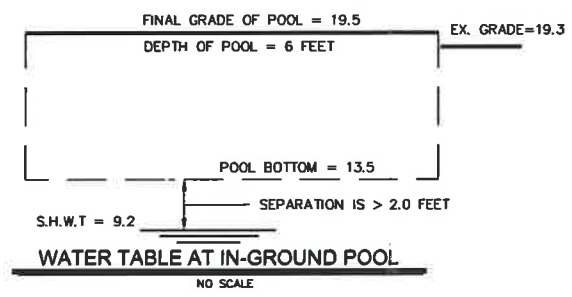 FINAL GRADE OF POOL = 19.5
EX. GRADE=19.3
DEPTH OF POOL = 6 FEET
POOL BOTTOM = 13.5
SEPARATION IS > 2.0 FEET
S.H.W.T = 9.2
WATER TABLE AT IN-GROUND POOL
NO SCALE